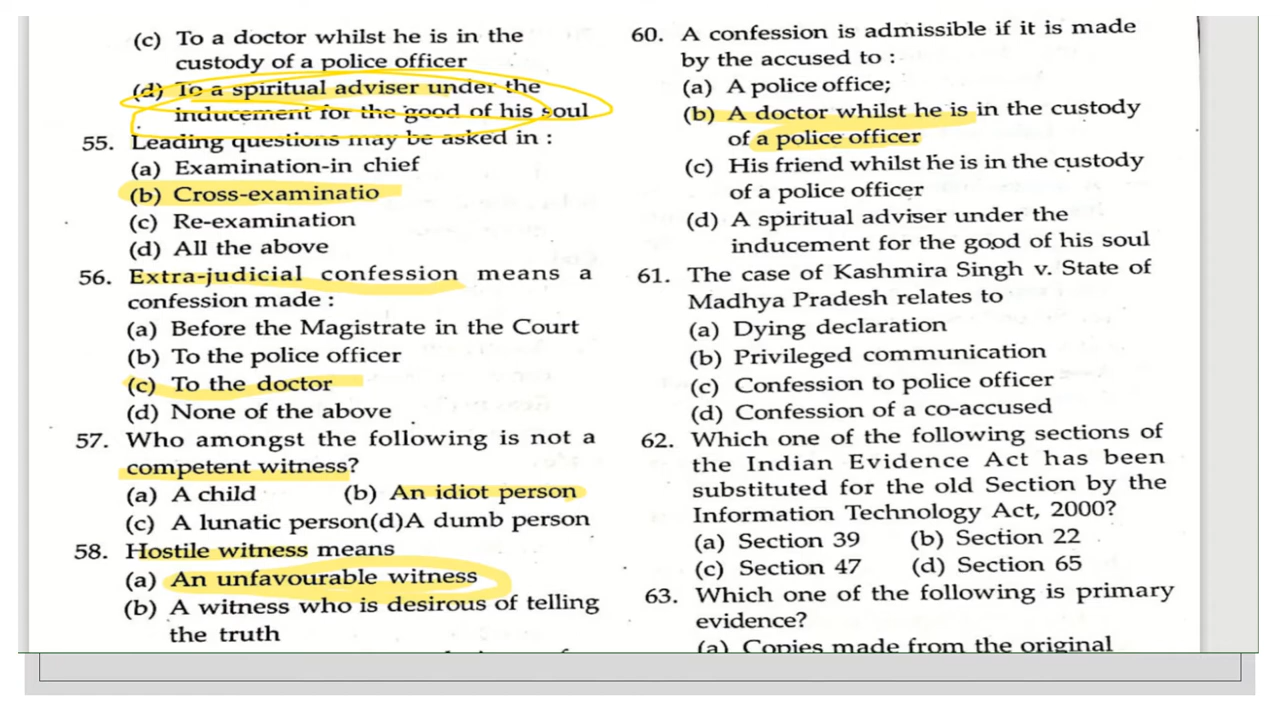 (c) To a doctor whilst he is in the
custody of a police officer
(d) To a spiritual adviser under the
inducement for the good of his soul
55. Leading questions may be asked in :
(a) Examination-in chief
(b) Cross-examinatio
(c) Re-examination
(d) All the above
56. Extra-judicial confession means a
confession made :
(a) Before the Magistrate in the Court
(b) To the police officer
(c) To the doctor
(d) None of the above
57. Who amongst the following is not a
competent witness?
(a) A child (b) An idiot person
(c) A lunatic person(d)A dumb person
58. Hostile witness means
(a) An unfavourable witness
(b) A witness who is desirous of telling
the truth
60. A confession is admissible if it is made
by the accused to :
(a) A police office;
(b) A doctor whilst he is in the custody
of a police officer
(c) His friend whilst he is in the custody
of a police officer
(d) A spiritual adviser under the
inducement for the good of his soul
61. The case of Kashmira Singh v. State of
Madhya Pradesh relates to
(a) Dying declaration
(b) Privileged communication
(c) Confession to police officer
(d) Confession of a co-accused
62. Which one of the following sections of
the Indian Evidence Act has been
substituted for the old Section by the
Information Technology Act, 2000?
(a) Section 39 (b) Section 22
(c) Section 47 (d) Section 65
63. Which one of the following is primary
evidence?
(a) Copies made from the original